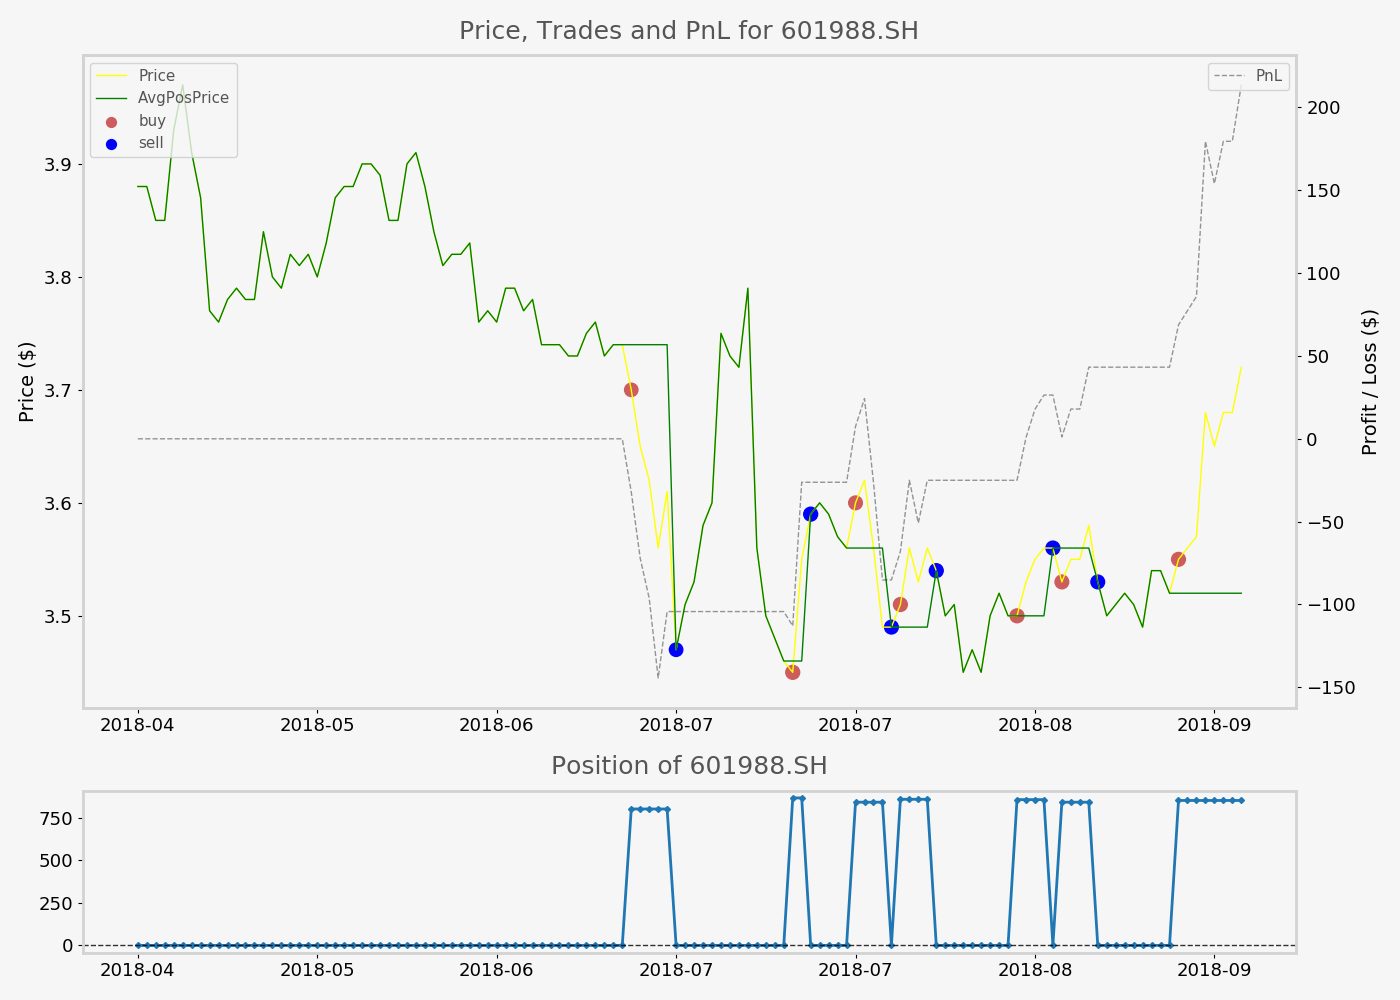 Price, Trades and PnL for 601988.SH
Price
AvgPosPrice
buy
sell
PnL
3.9
3.8
3.7
3.6
3.5
Price ($)
200
150
100
50
0
−50
−100
−150
Profit / Loss ($)
2018-04 2018-05 2018-06 2018-07 2018-07 2018-08 2018-09
Position of 601988.SH
750
500
250
0
2018-04 2018-05 2018-06 2018-07 2018-07 2018-08 2018-09